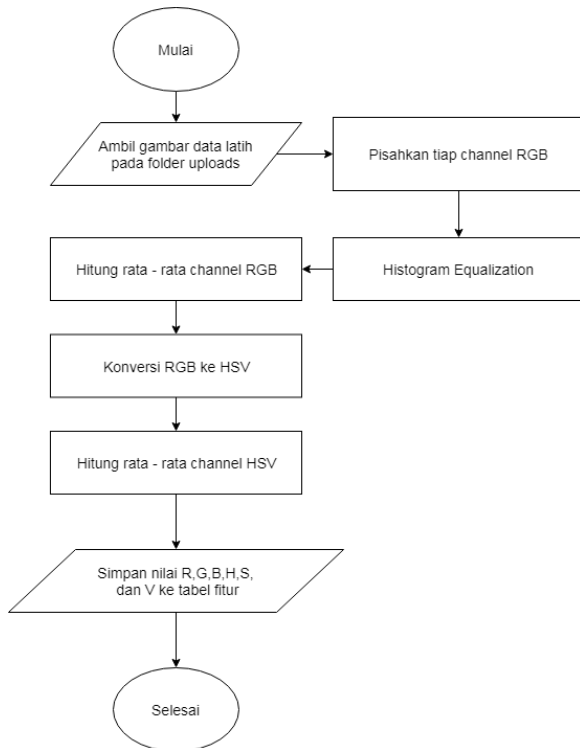 Mulai
Ambil gambar data latih
pada folder uploads
Pisahkan tiap channel RGB
Histogram Equalization
Hitung rata - rata channel RGB
Konversi RGB ke HSV
Hitung rata - rata channel HSV
Simpan nilai R,G,B,H,S,
dan V ke tabel fitur
Selesai